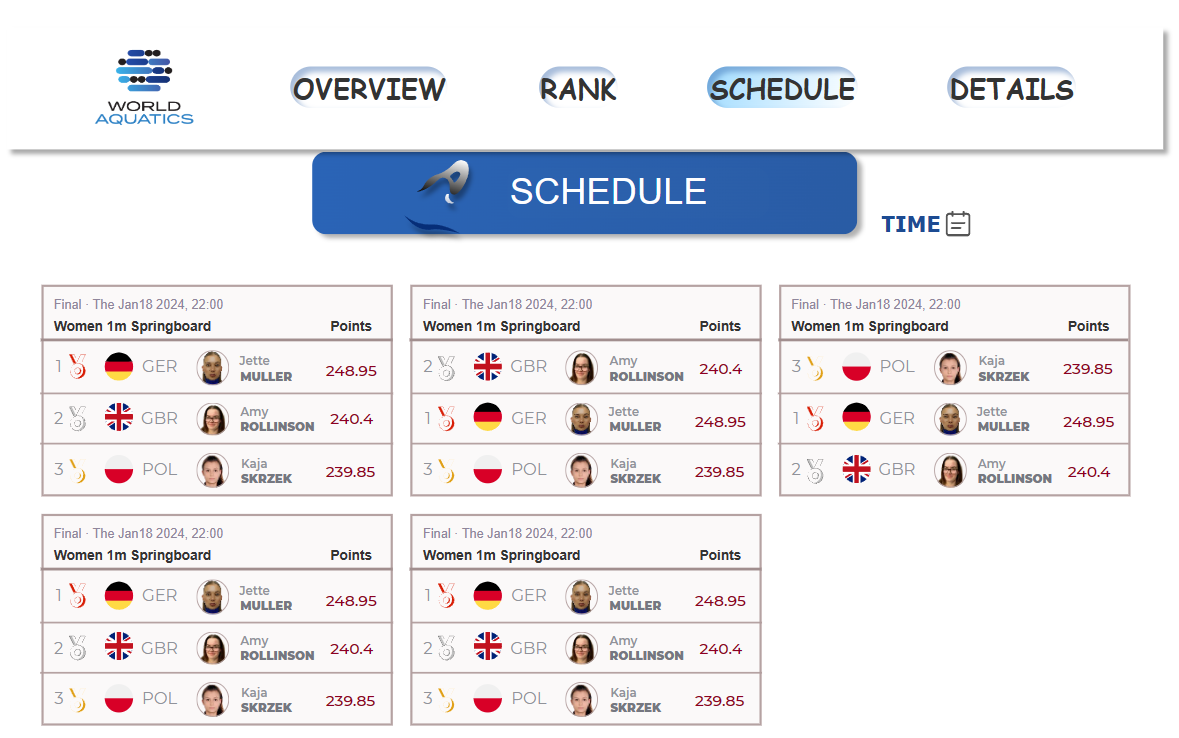 WORLD
AQUATICS
OVERVIEW RANK SCHEDULE DETAILS
SCHEDULE
TIME
Final · The Jan18 2024, 22:00
Women 1m Springboard Points
1 GER Jette MULLER 248.95
2 GBR Amy ROLLINSON 240.4
3 POL Kaja SKRZEK 239.85
Final · The Jan18 2024, 22:00
Women 1m Springboard Points
2 GBR Amy ROLLINSON 240.4
1 GER Jette MULLER 248.95
3 POL Kaja SKRZEK 239.85
Final · The Jan18 2024, 22:00
Women 1m Springboard Points
3 POL Kaja SKRZEK 239.85
1 GER Jette MULLER 248.95
2 GBR Amy ROLLINSON 240.4
Final · The Jan18 2024, 22:00
Women 1m Springboard Points
1 GER Jette MULLER 248.95
2 GBR Amy ROLLINSON 240.4
3 POL Kaja SKRZEK 239.85
Final · The Jan18 2024, 22:00
Women 1m Springboard Points
1 GER Jette MULLER 248.95
2 GBR Amy ROLLINSON 240.4
3 POL Kaja SKRZEK 239.85